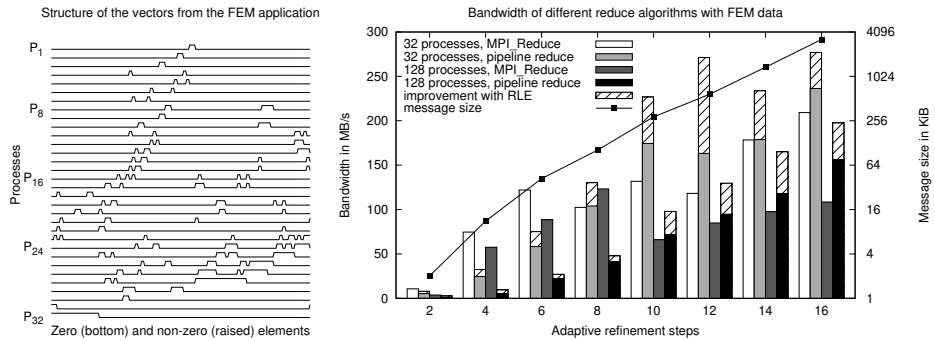 Structure of the vectors from the FEM application
Processes
P1
P8
P16
P24
P32
Zero (bottom) and non-zero (raised) elements
Bandwidth of different reduce algorithms with FEM data
Bandwidth in MB/s
300
250
200
150
100
50
0
32 processes, MPI_Reduce
32 processes, pipeline reduce
128 processes, MPI_Reduce
128 processes, pipeline reduce
improvement with RLE
message size
2 4 6 8 10 12 14 16
Adaptive refinement steps
4096
1024
256
64
16
4
1
Message size in KiB